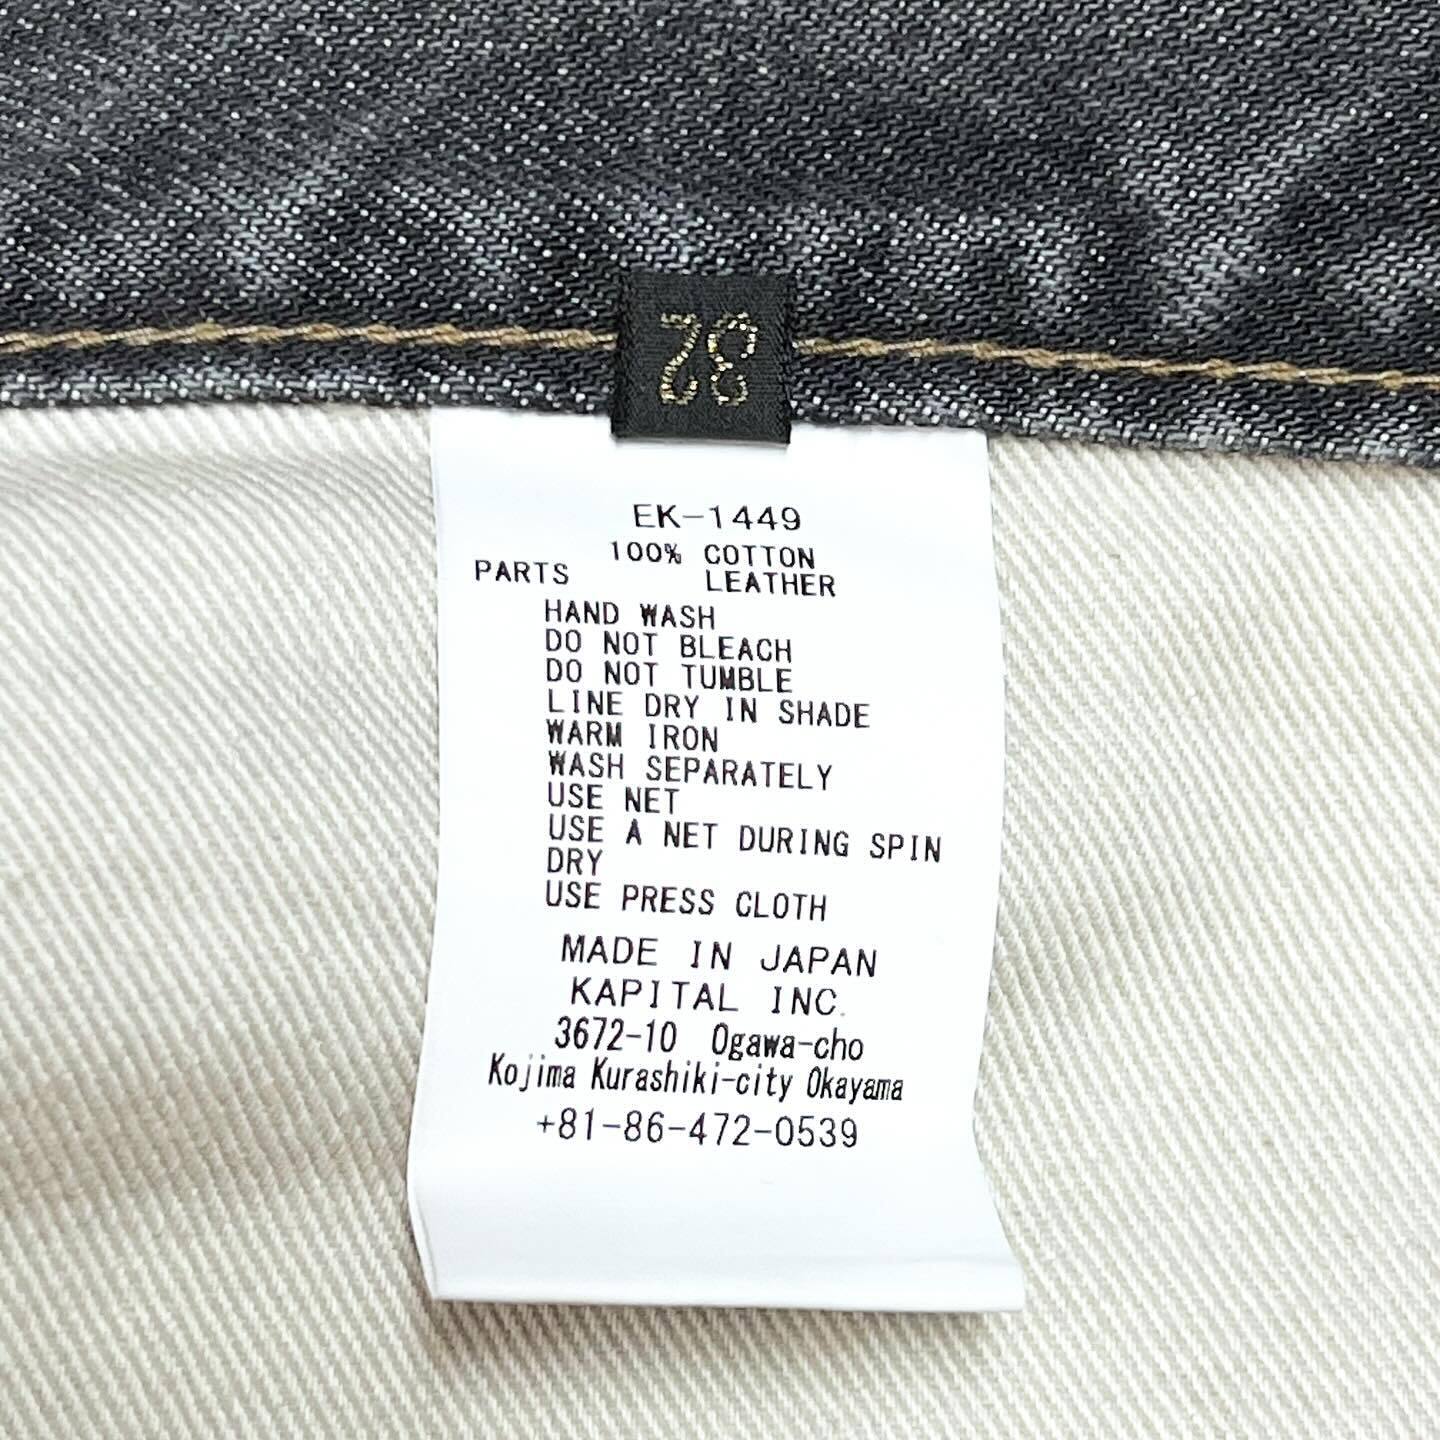 32
EK-1449
100% COTTON
PARTS LEATHER
HAND WASH
DO NOT BLEACH
DO NOT TUMBLE
LINE DRY IN SHADE
WARM IRON
WASH SEPARATELY
USE NET
USE A NET DURING SPIN
DRY
USE PRESS CLOTH
MADE IN JAPAN
KAPITAL INC.
3672-10 Ogawa-cho
Kojima Kurashiki-city Okayama
+81-86-472-0539